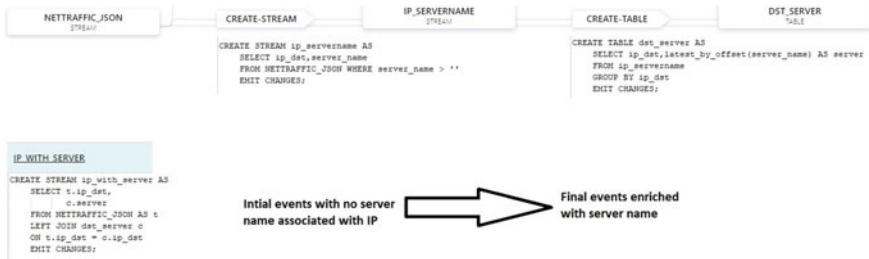 NETTRAFFIC_JSON
STREAM
CREATE-STREAM
IP_SERVERNAME
STREAM
CREATE-TABLE
DST_SERVER
TABLE
CREATE STREAM ip_servername AS
SELECT ip_dst,server_name
FROM NETTRAFFIC_JSON WHERE server_name > ''
EMIT CHANGES;
CREATE TABLE dst_server AS
SELECT ip_dst,latest_by_offset(server_name) AS server
FROM ip_servername
GROUP BY ip_dst
EMIT CHANGES;
IP_WITH_SERVER
CREATE STREAM ip_with_server AS
SELECT t.ip_dst,
c.server
FROM NETTRAFFIC_JSON AS t
LEFT JOIN dst_server c
ON t.ip_dst = c.ip_dst
EMIT CHANGES;
Intial events with no server
name associated with IP
Final events enriched
with server name